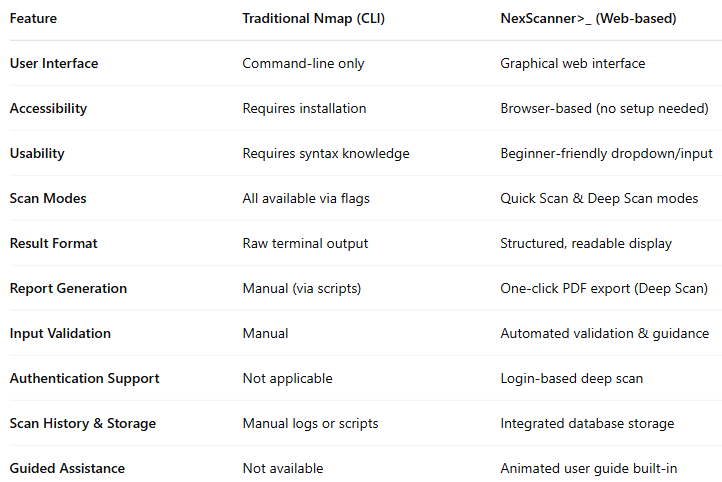 Feature Traditional Nmap (CLI) NexScanner>_ (Web-based)
User Interface Command-line only Graphical web interface
Accessibility Requires installation Browser-based (no setup needed)
Usability Requires syntax knowledge Beginner-friendly dropdown/input
Scan Modes All available via flags Quick Scan & Deep Scan modes
Result Format Raw terminal output Structured, readable display
Report Generation Manual (via scripts) One-click PDF export (Deep Scan)
Input Validation Manual Automated validation & guidance
Authentication Support Not applicable Login-based deep scan
Scan History & Storage Manual logs or scripts Integrated database storage
Guided Assistance Not available Animated user guide built-in